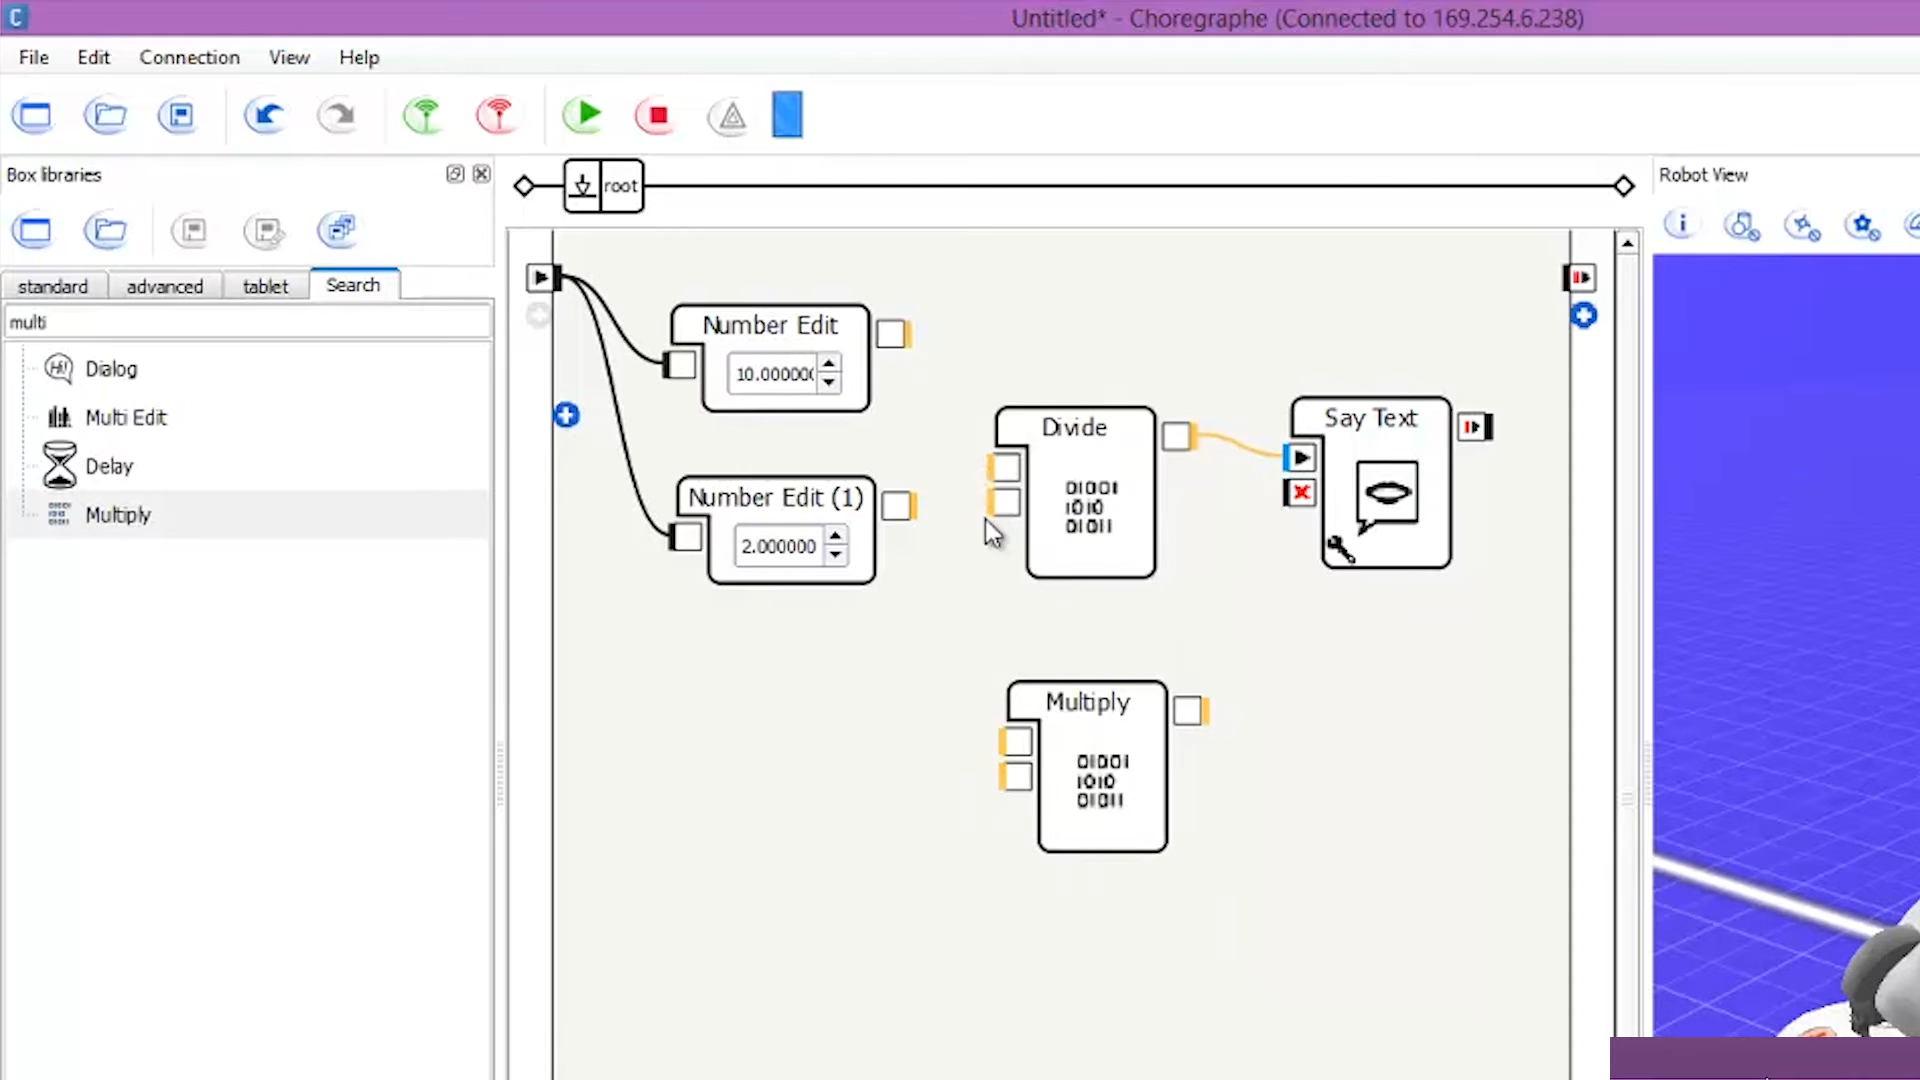 Untitled* - Choregraphe (Connected to 169.254.6.238)
File Edit Connection View Help
Box libraries
root
Robot View
standard advanced tablet Search
multi
Dialog
Multi Edit
Delay
Multiply
Number Edit
10.00000(
Number Edit (1)
2.000000
Divide
01001
1010
01011
Say Text
Multiply
01001
1010
01011